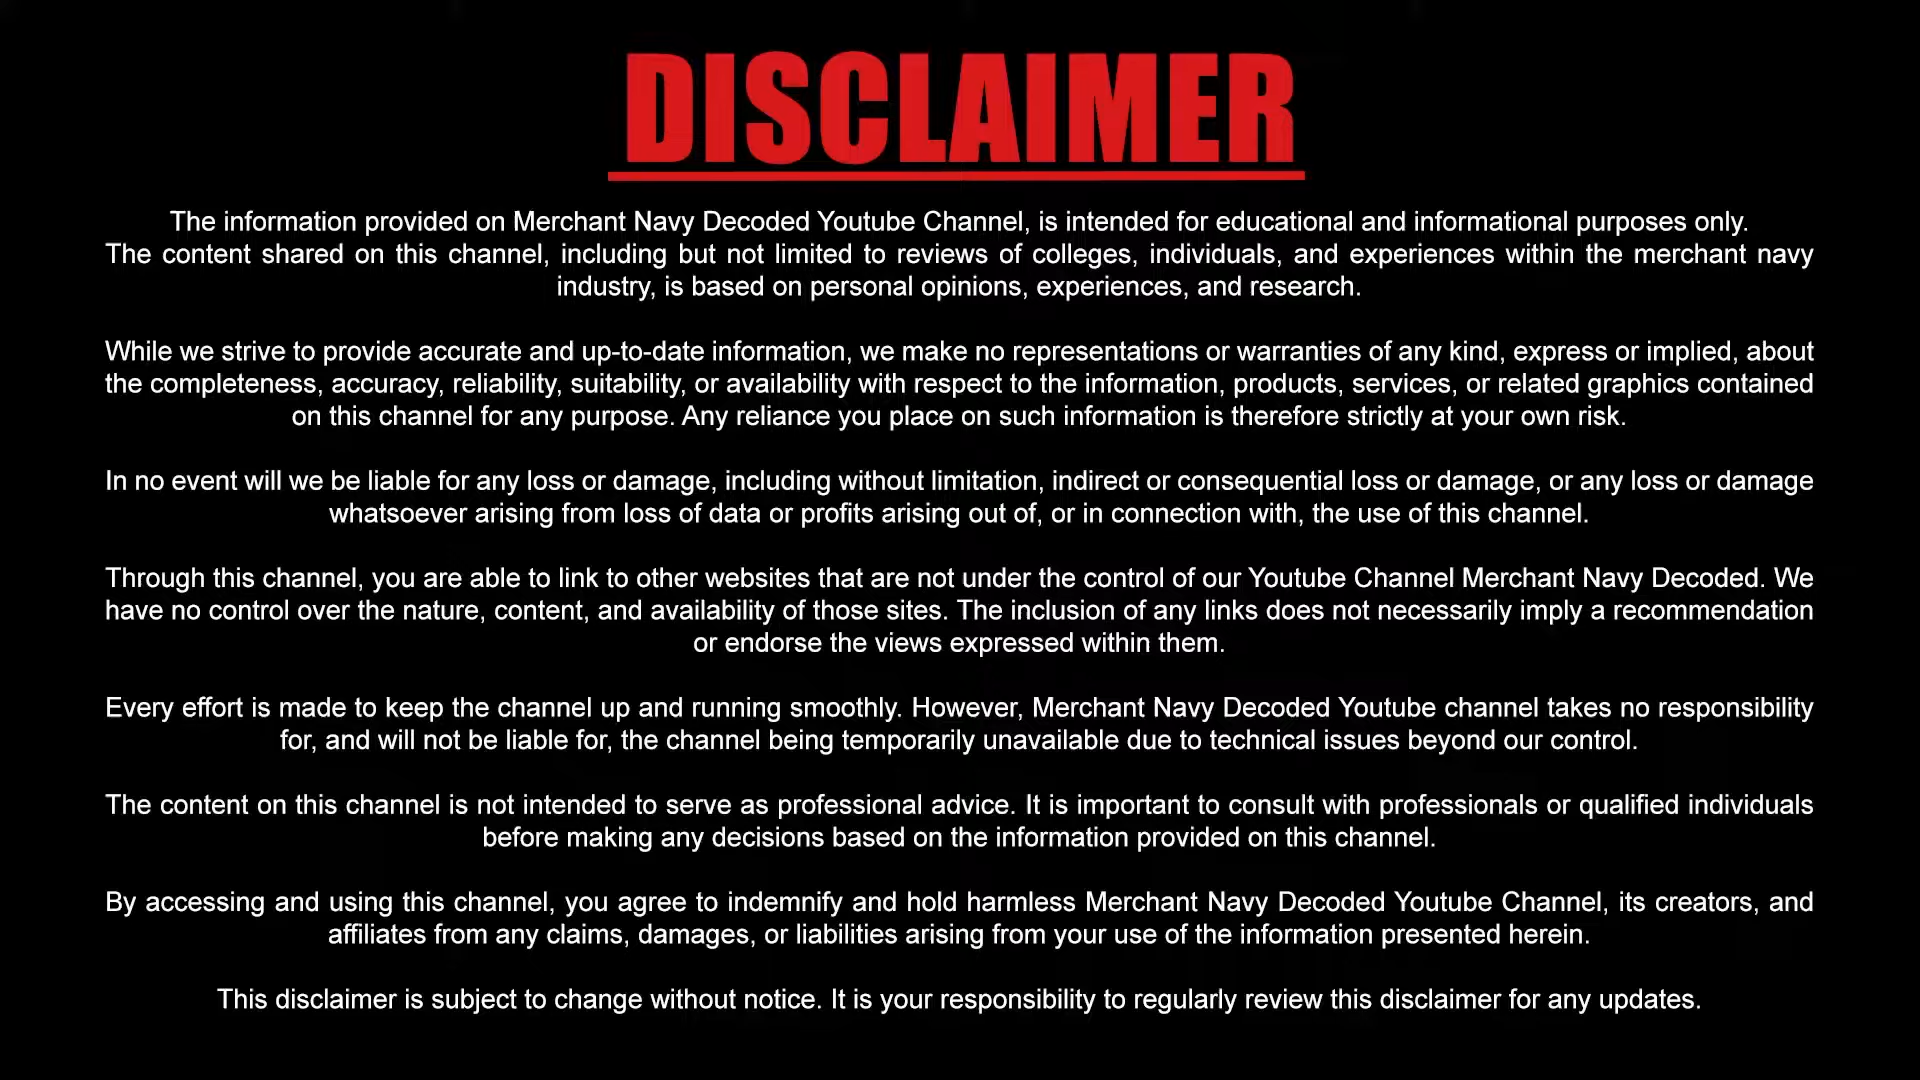 DISCLAIMER
The information provided on Merchant Navy Decoded Youtube Channel, is intended for educational and informational purposes only.
The content shared on this channel, including but not limited to reviews of colleges, individuals, and experiences within the merchant navy
industry, is based on personal opinions, experiences, and research.
While we strive to provide accurate and up-to-date information, we make no representations or warranties of any kind, express or implied, about
the completeness, accuracy, reliability, suitability, or availability with respect to the information, products, services, or related graphics contained
on this channel for any purpose. Any reliance you place on such information is therefore strictly at your own risk.
In no event will we be liable for any loss or damage, including without limitation, indirect or consequential loss or damage, or any loss or damage
whatsoever arising from loss of data or profits arising out of, or in connection with, the use of this channel.
Through this channel, you are able to link to other websites that are not under the control of our Youtube Channel Merchant Navy Decoded. We
have no control over the nature, content, and availability of those sites. The inclusion of any links does not necessarily imply a recommendation
or endorse the views expressed within them.
Every effort is made to keep the channel up and running smoothly. However, Merchant Navy Decoded Youtube channel takes no responsibility
for, and will not be liable for, the channel being temporarily unavailable due to technical issues beyond our control.
The content on this channel is not intended to serve as professional advice. It is important to consult with professionals or qualified individuals
before making any decisions based on the information provided on this channel.
By accessing and using this channel, you agree to indemnify and hold harmless Merchant Navy Decoded Youtube Channel, its creators, and
affiliates from any claims, damages, or liabilities arising from your use of the information presented herein.
This disclaimer is subject to change without notice. It is your responsibility to regularly review this disclaimer for any updates.